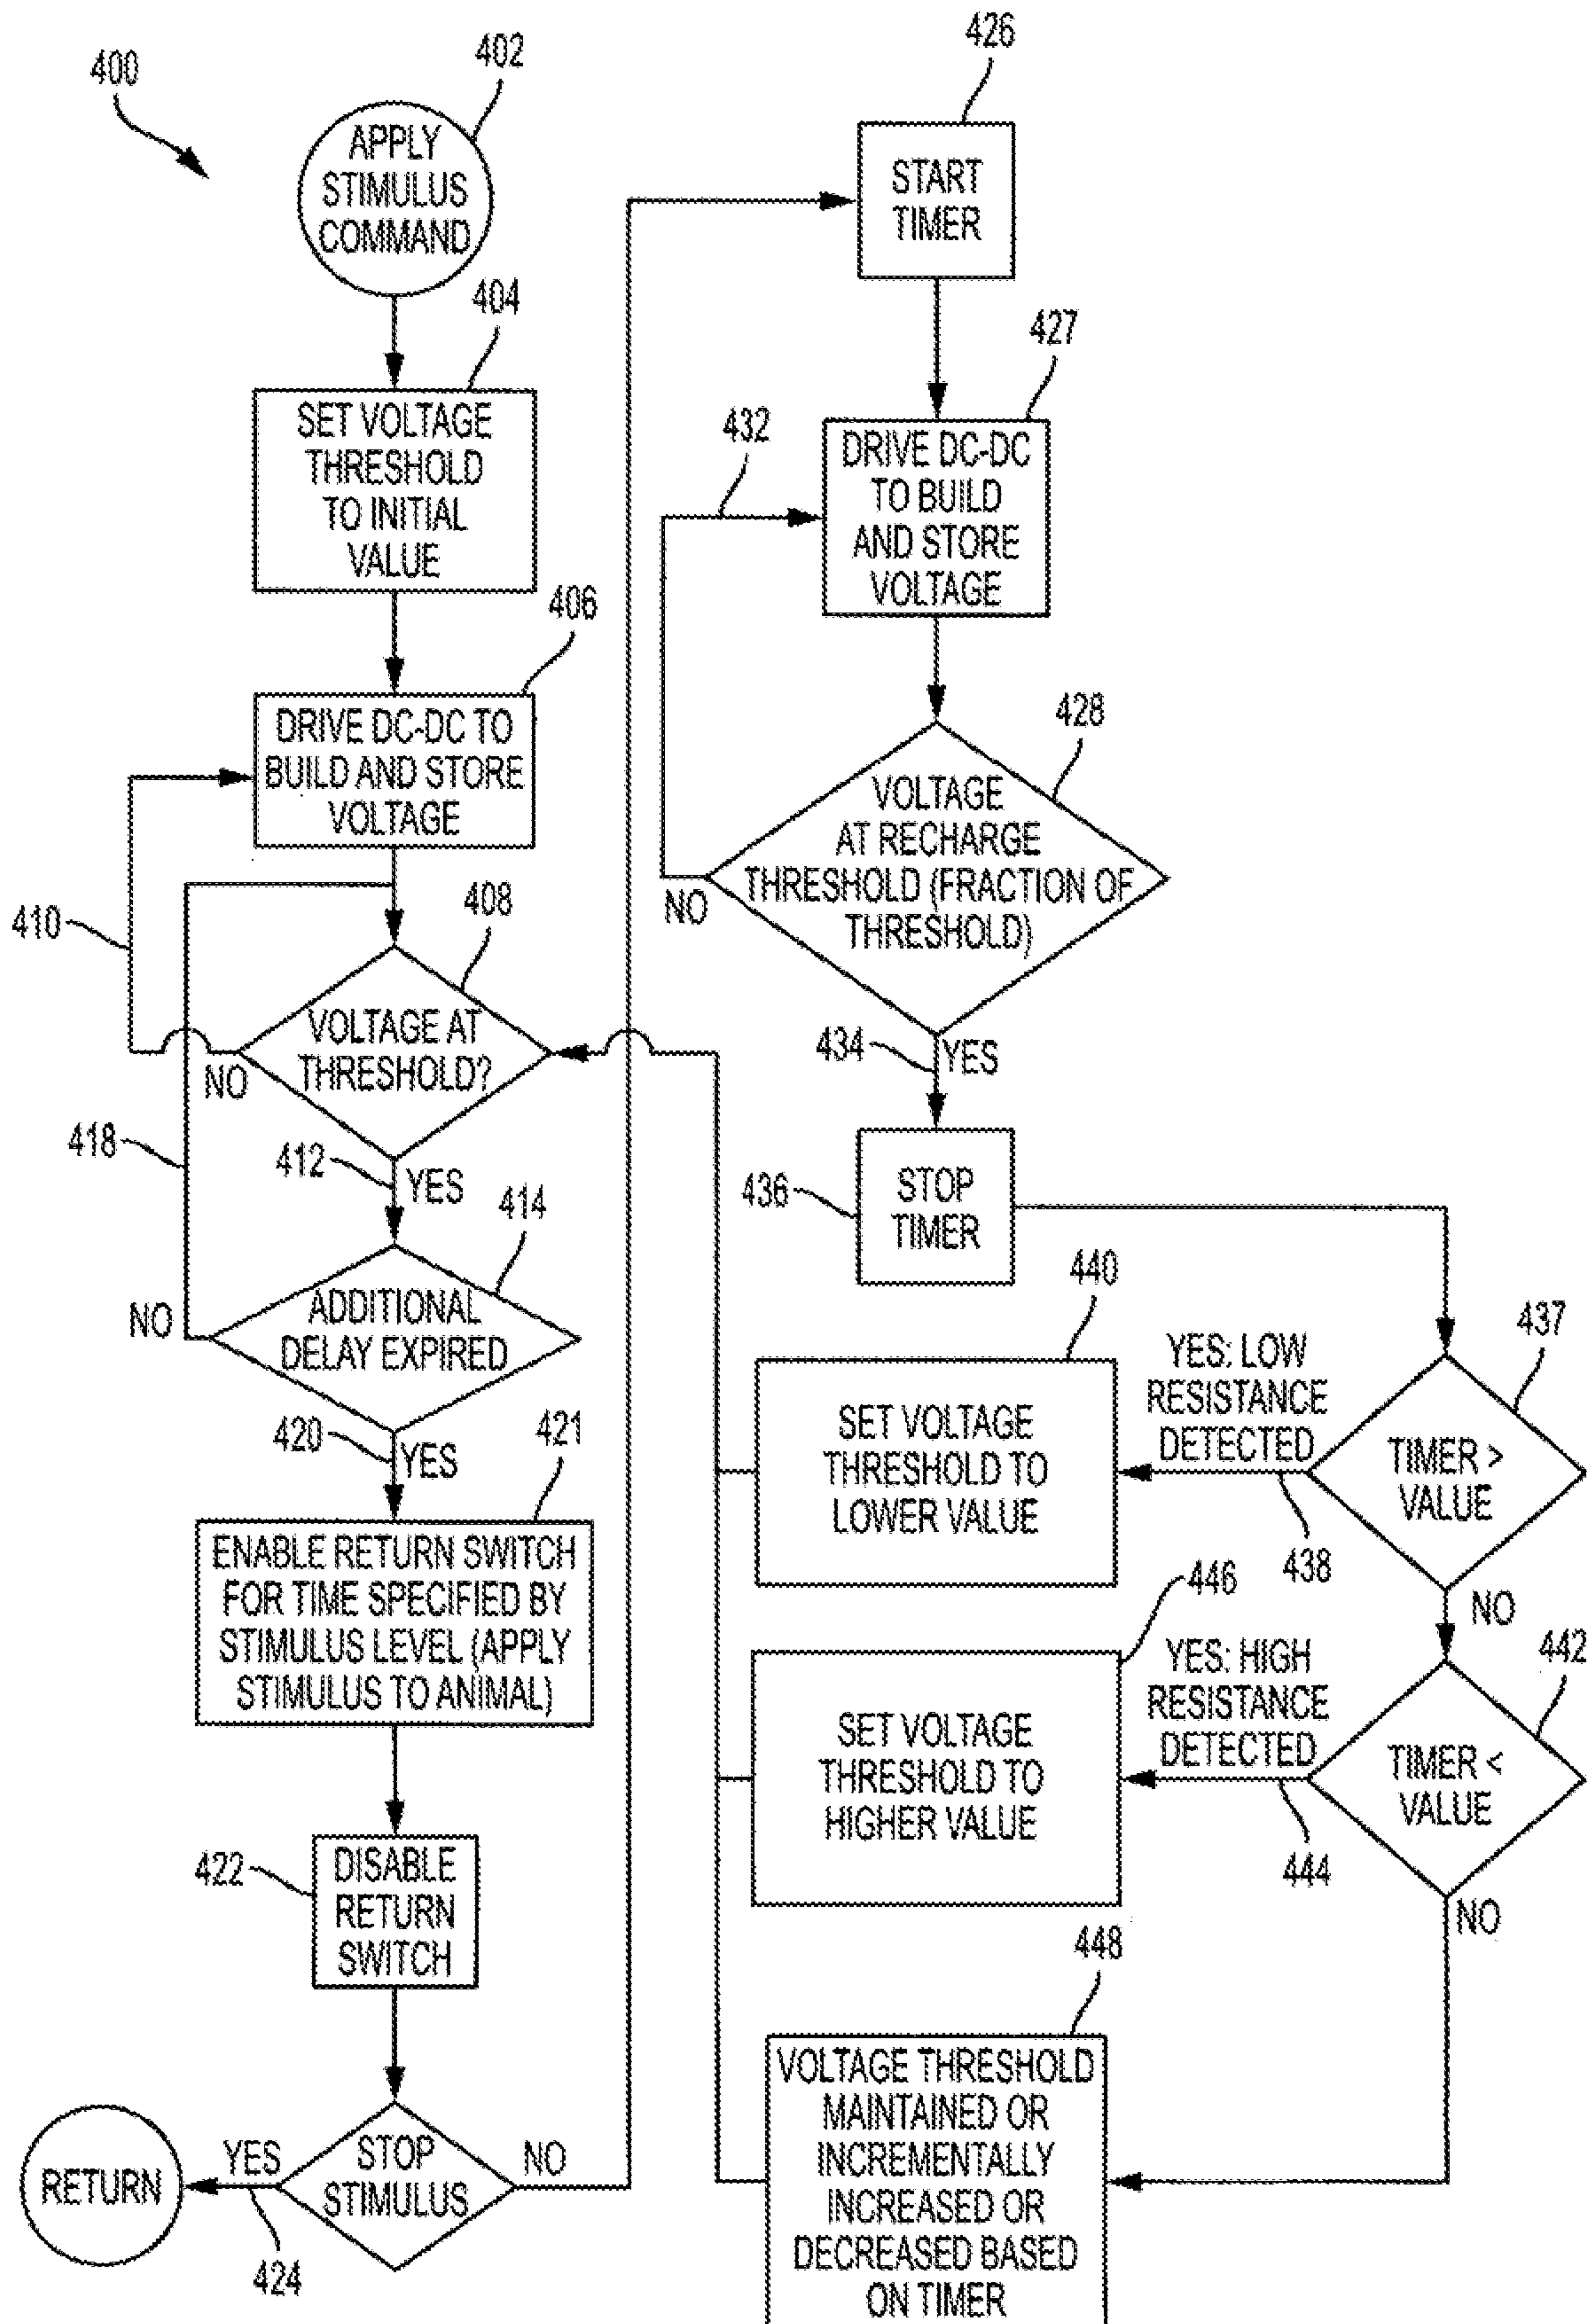 400
402
APPLY
STIMULUS
COMMAND
404
SET VOLTAGE
THRESHOLD
TO INITIAL
VALUE
406
DRIVE DC-DC TO
BUILD AND STORE
VOLTAGE
410
408
VOLTAGE AT
THRESHOLD?
NO
418
412
YES
414
ADDITIONAL
DELAY EXPIRED
NO
420
YES
421
ENABLE RETURN SWITCH
FOR TIME SPECIFIED BY
STIMULUS LEVEL (APPLY
STIMULUS TO ANIMAL)
422
DISABLE
RETURN
SWITCH
STOP
STIMULUS
YES
NO
424
RETURN
426
START
TIMER
427
432
DRIVE DC-DC
TO BUILD
AND STORE
VOLTAGE
428
VOLTAGE
AT RECHARGE
THRESHOLD (FRACTION OF
THRESHOLD)
NO
434
YES
436
STOP
TIMER
437
TIMER >
VALUE
YES: LOW
RESISTANCE
DETECTED
438
440
SET VOLTAGE
THRESHOLD TO
LOWER VALUE
NO
442
TIMER <
VALUE
YES: HIGH
RESISTANCE
DETECTED
444
446
SET VOLTAGE
THRESHOLD TO
HIGHER VALUE
NO
448
VOLTAGE THRESHOLD
MAINTAINED OR
INCREMENTALLY
INCREASED OR
DECREASED BASED
ON TIMER